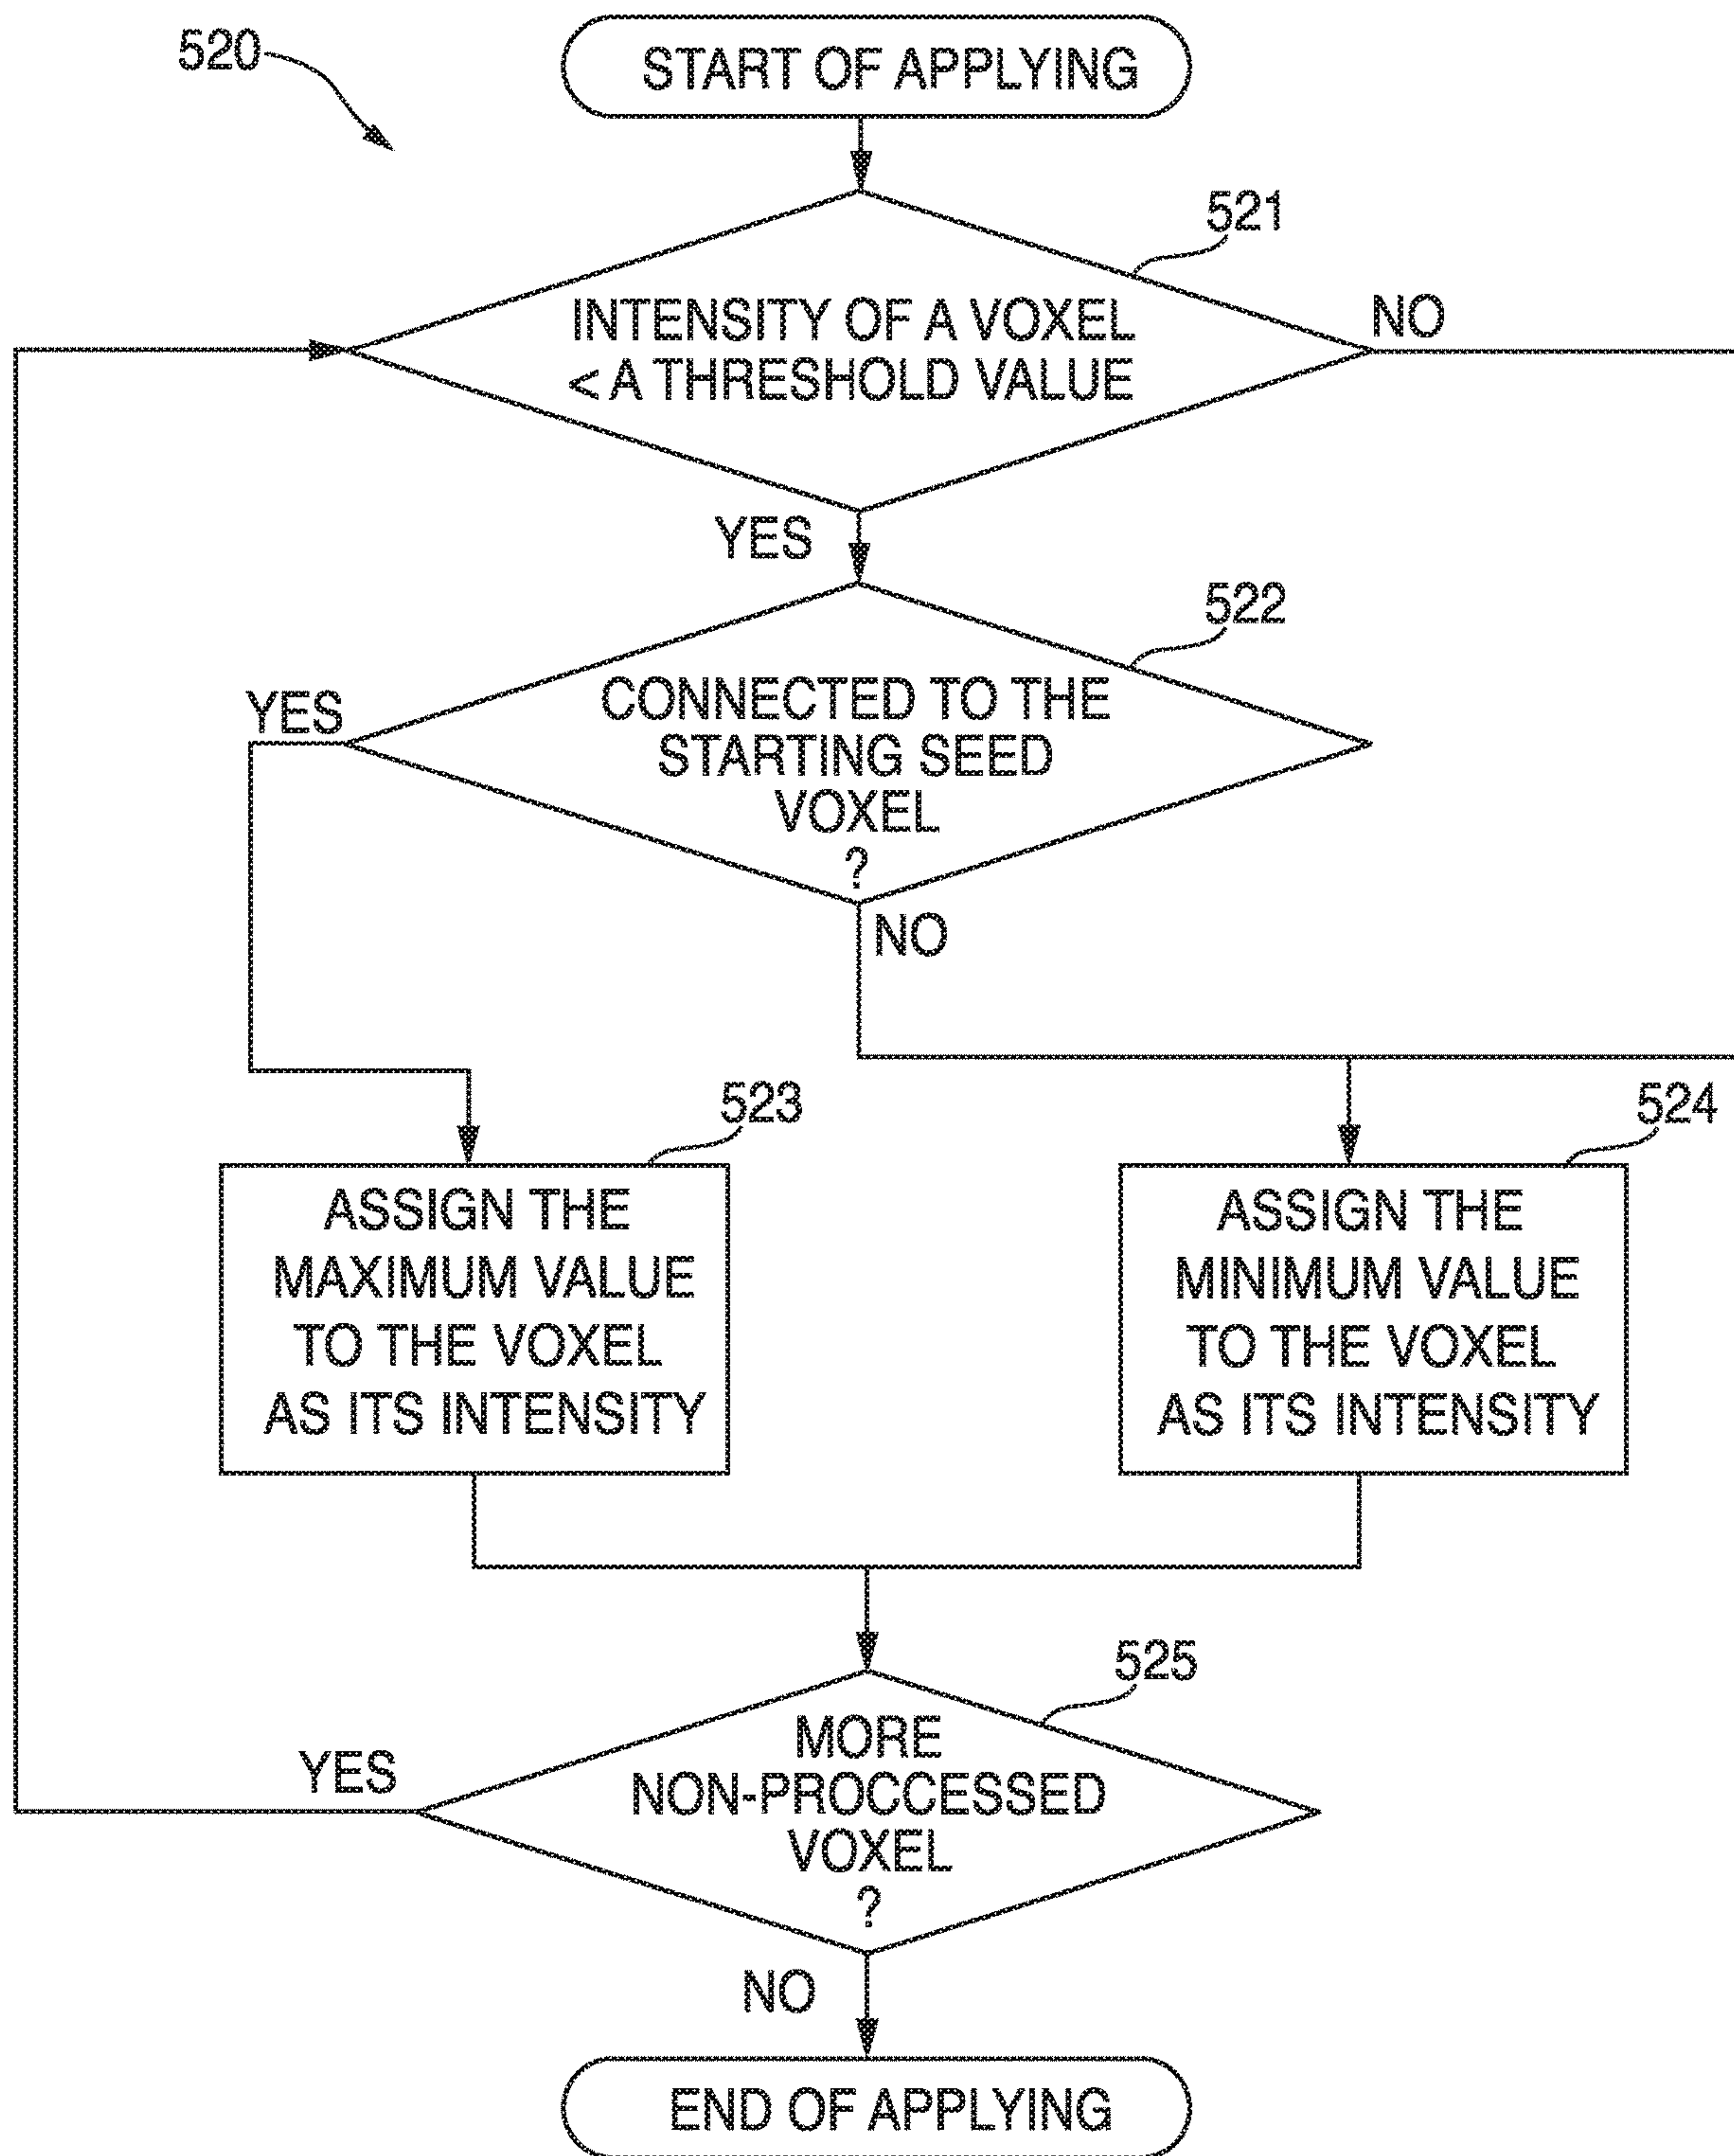 520
START OF APPLYING
521
INTENSITY OF A VOXEL
< A THRESHOLD VALUE
NO
YES
522
CONNECTED TO THE
STARTING SEED
VOXEL
?
YES
NO
523
ASSIGN THE
MAXIMUM VALUE
TO THE VOXEL
AS ITS INTENSITY
524
ASSIGN THE
MINIMUM VALUE
TO THE VOXEL
AS ITS INTENSITY
525
MORE
NON-PROCCESSED
VOXEL
?
YES
NO
END OF APPLYING